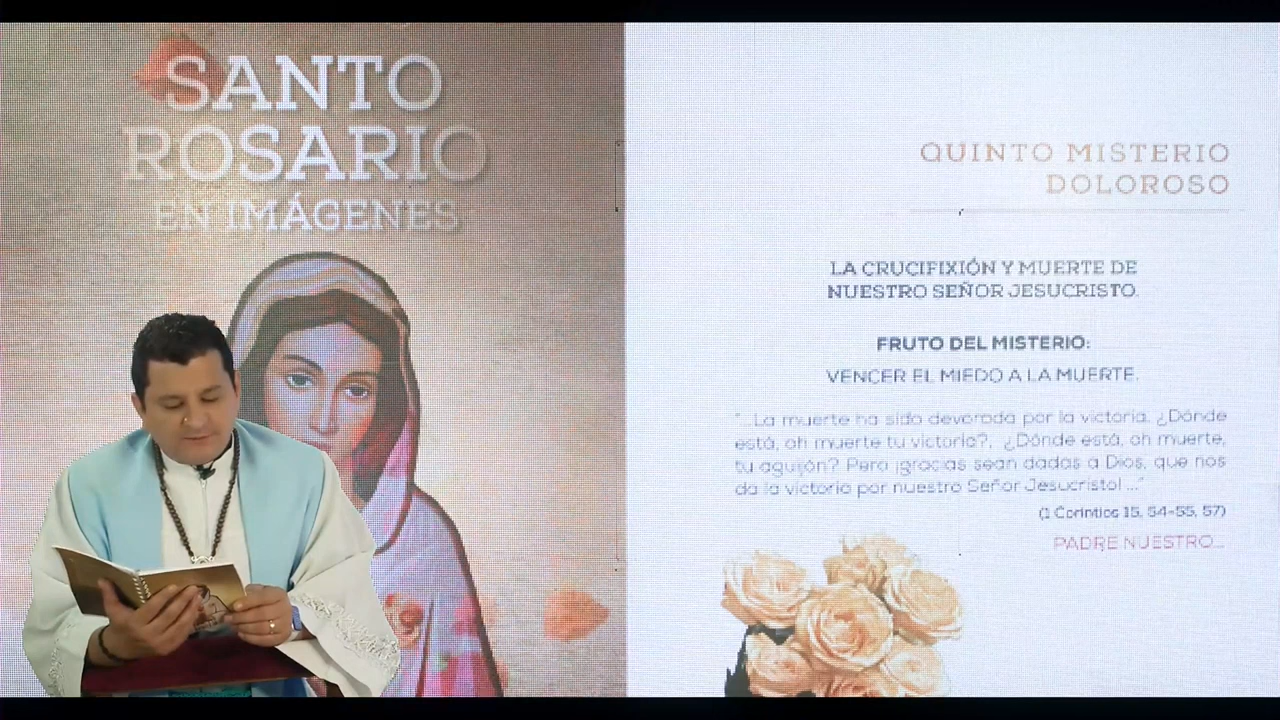 SANTO
ROSARIO
EN IMÁGENES
QUINTO MISTERIO
DOLOROSO
LA CRUCIFIXIÓN Y MUERTE DE
NUESTRO SEÑOR JESUCRISTO.
FRUTO DEL MISTERIO:
VENCER EL MIEDO A LA MUERTE.
"...La muerte ha sido devorada por la victoria. ¿Dónde
está, oh muerte tu victoria?, ¿Dónde está, oh muerte,
tu aguijón? Pero ¡gracias sean dadas a Dios, que nos
da la victoria por nuestro Señor Jesucristo! ..."
(1 Corintios 15, 54-55, 57)
PADRE NUESTRO...